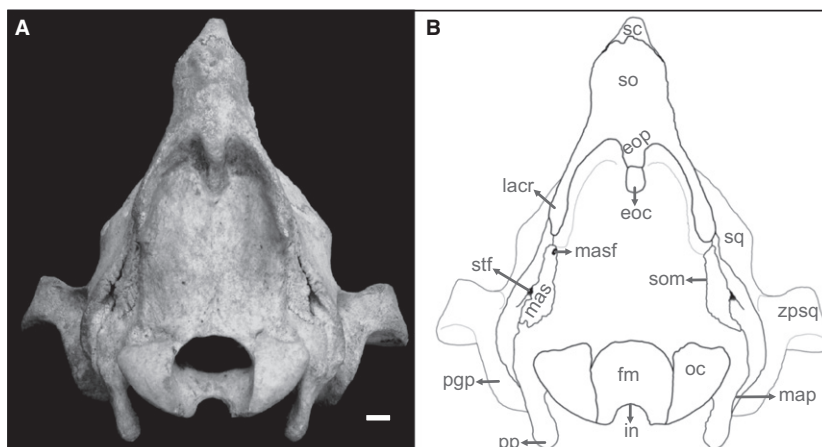 A
B
sc
so
eop
lacr
eoc
sq
masf
stf
mas
som
zpsq
pgp
fm
oc
map
in
pp